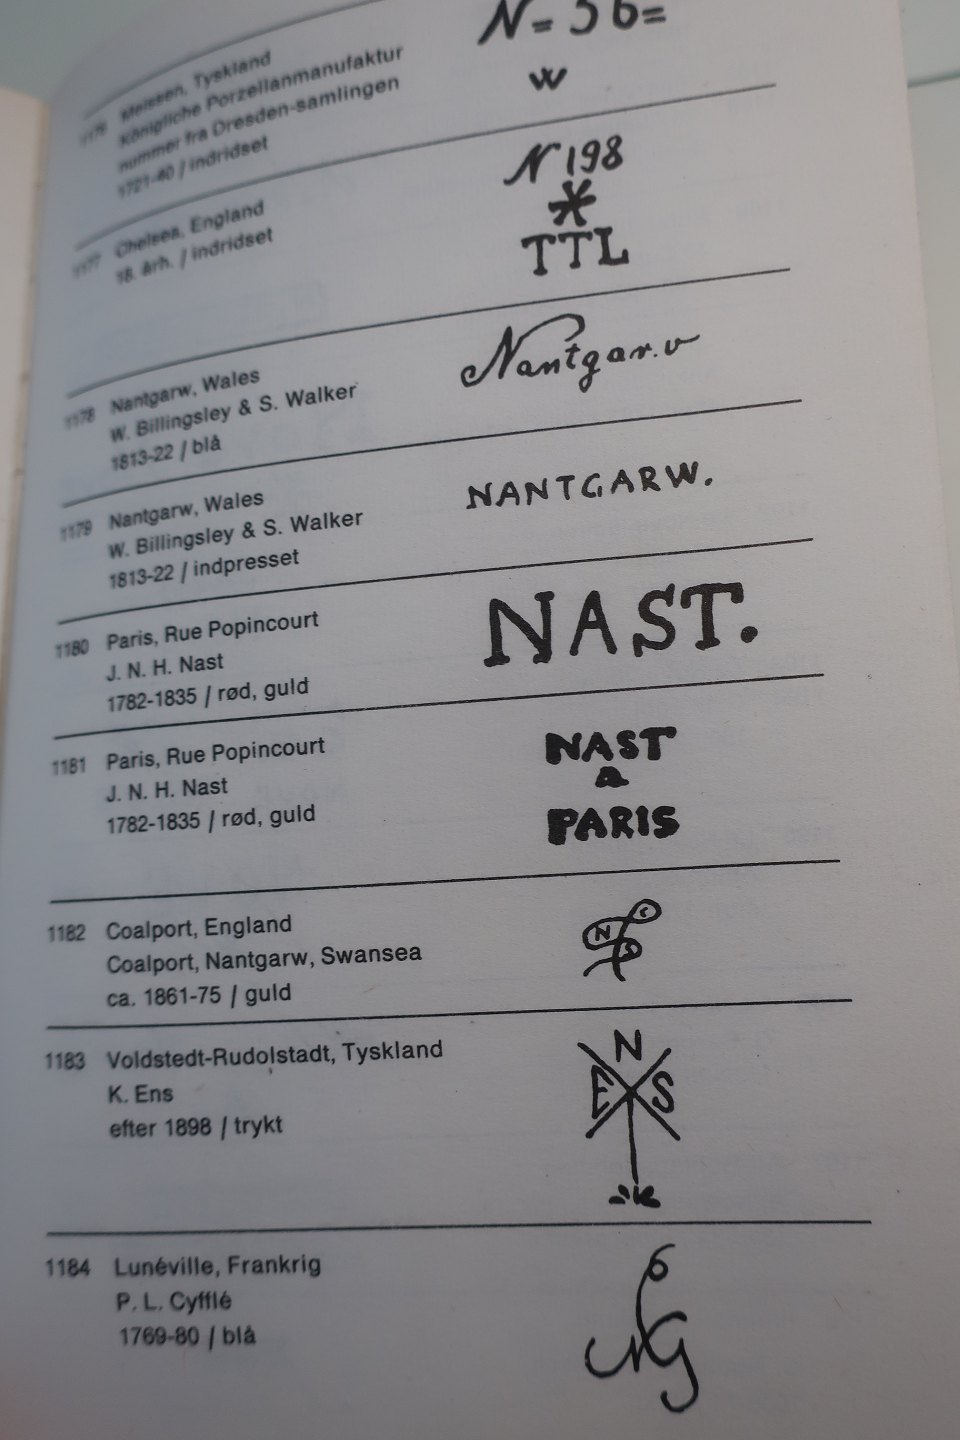 1176 Meissen, Tyskland
Königliche Porzellanmanufaktur
nummer fra Dresden-samlingen
1721-40 / indridset
N=56=
w
1177 Chelsea, England
18. årh. / indridset
N198
*
TTL
1178 Nantgarw, Wales
W. Billingsley & S. Walker
1813-22 / blå
Nantgar.w
1179 Nantgarw, Wales
W. Billingsley & S. Walker
1813-22 / indpresset
NANTGARW.
1180 Paris, Rue Popincourt
J. N. H. Nast
1782-1835 / rød, guld
NAST.
1181 Paris, Rue Popincourt
J. N. H. Nast
1782-1835 / rød, guld
NAST
A
PARIS
1182 Coalport, England
Coalport, Nantgarw, Swansea
ca. 1861-75 / guld
C
N
S
1183 Voldstedt-Rudolstadt, Tyskland
K. Ens
efter 1898 / trykt
N
E S
1184 Lunéville, Frankrig
P. L. Cyfflé
1769-80 / blå